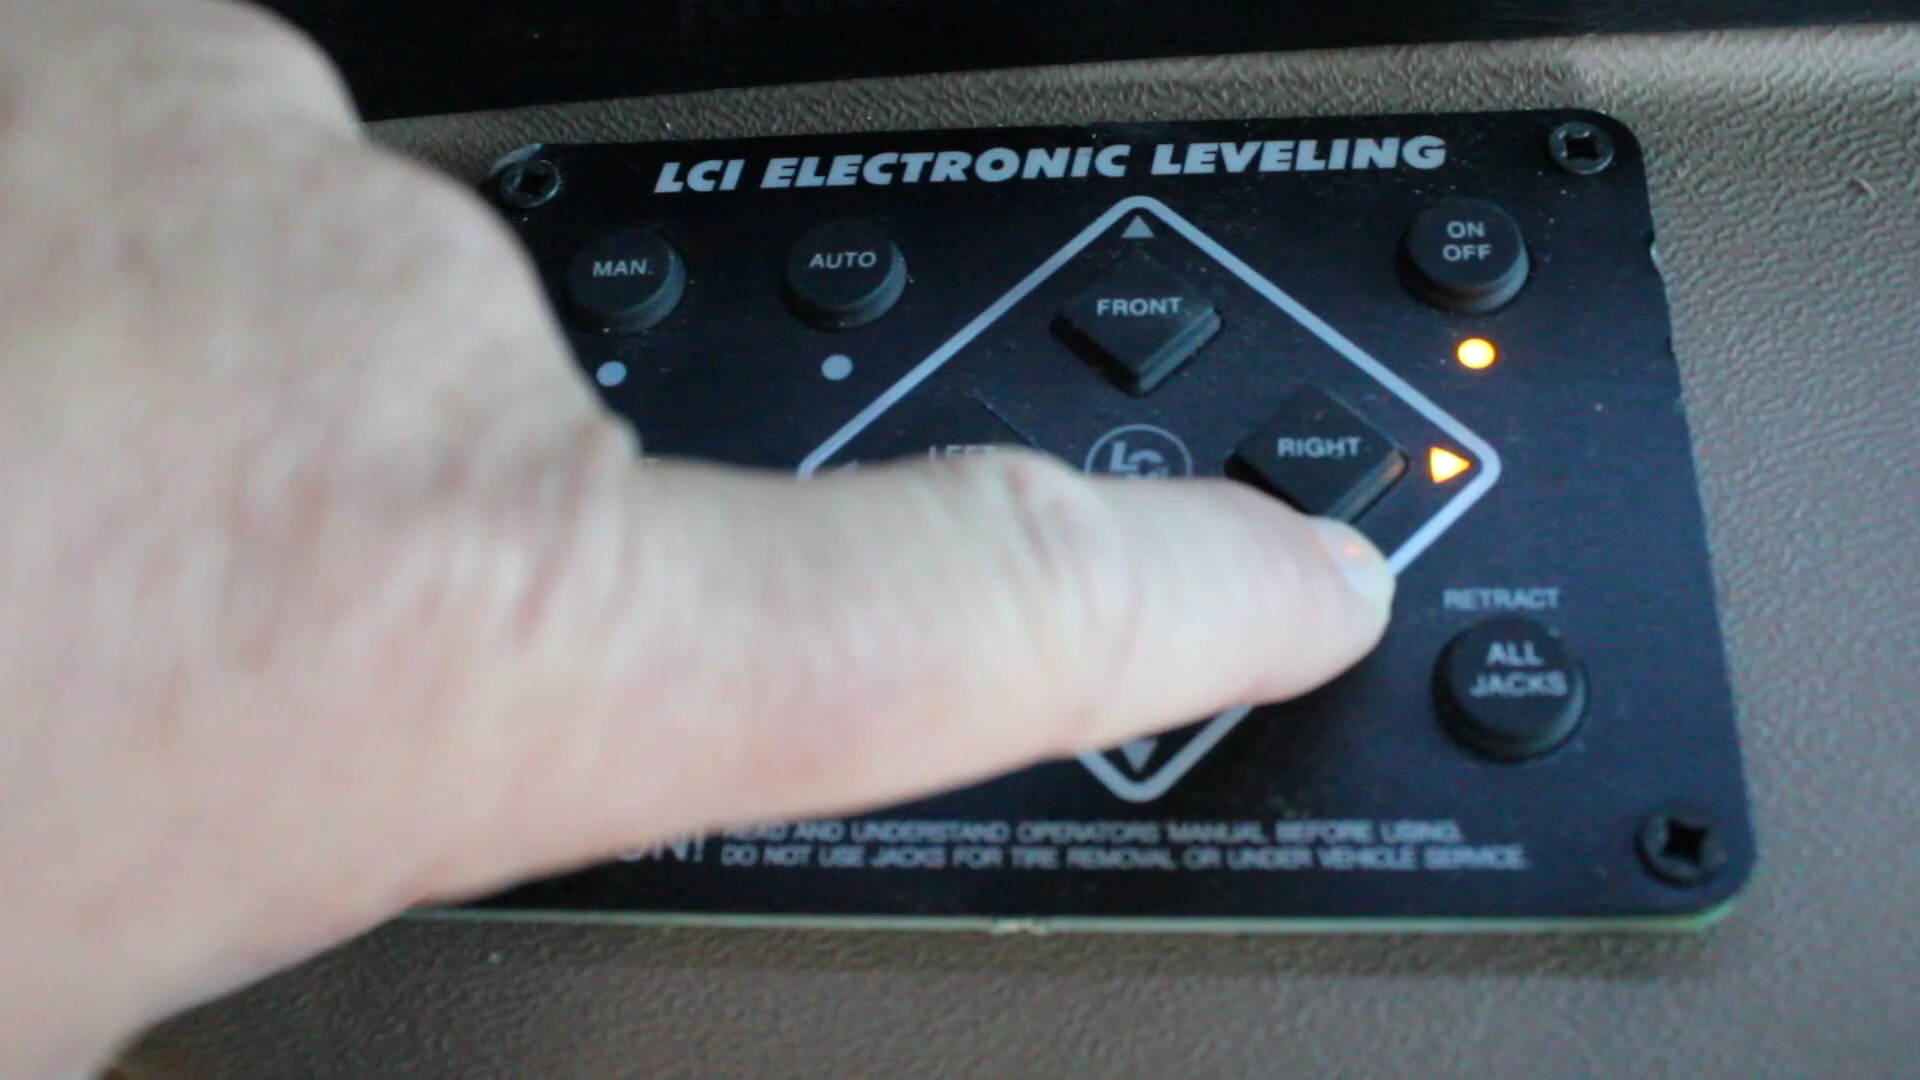 LCI ELECTRONIC LEVELING
MAN.
AUTO
FRONT
ON
OFF
LEFT
LC
RIGHT
RETRACT
ALL
JACKS
READ AND UNDERSTAND OPERATORS MANUAL BEFORE USING.
DO NOT USE JACKS FOR TIRE REMOVAL OR UNDER VEHICLE SERVICE.